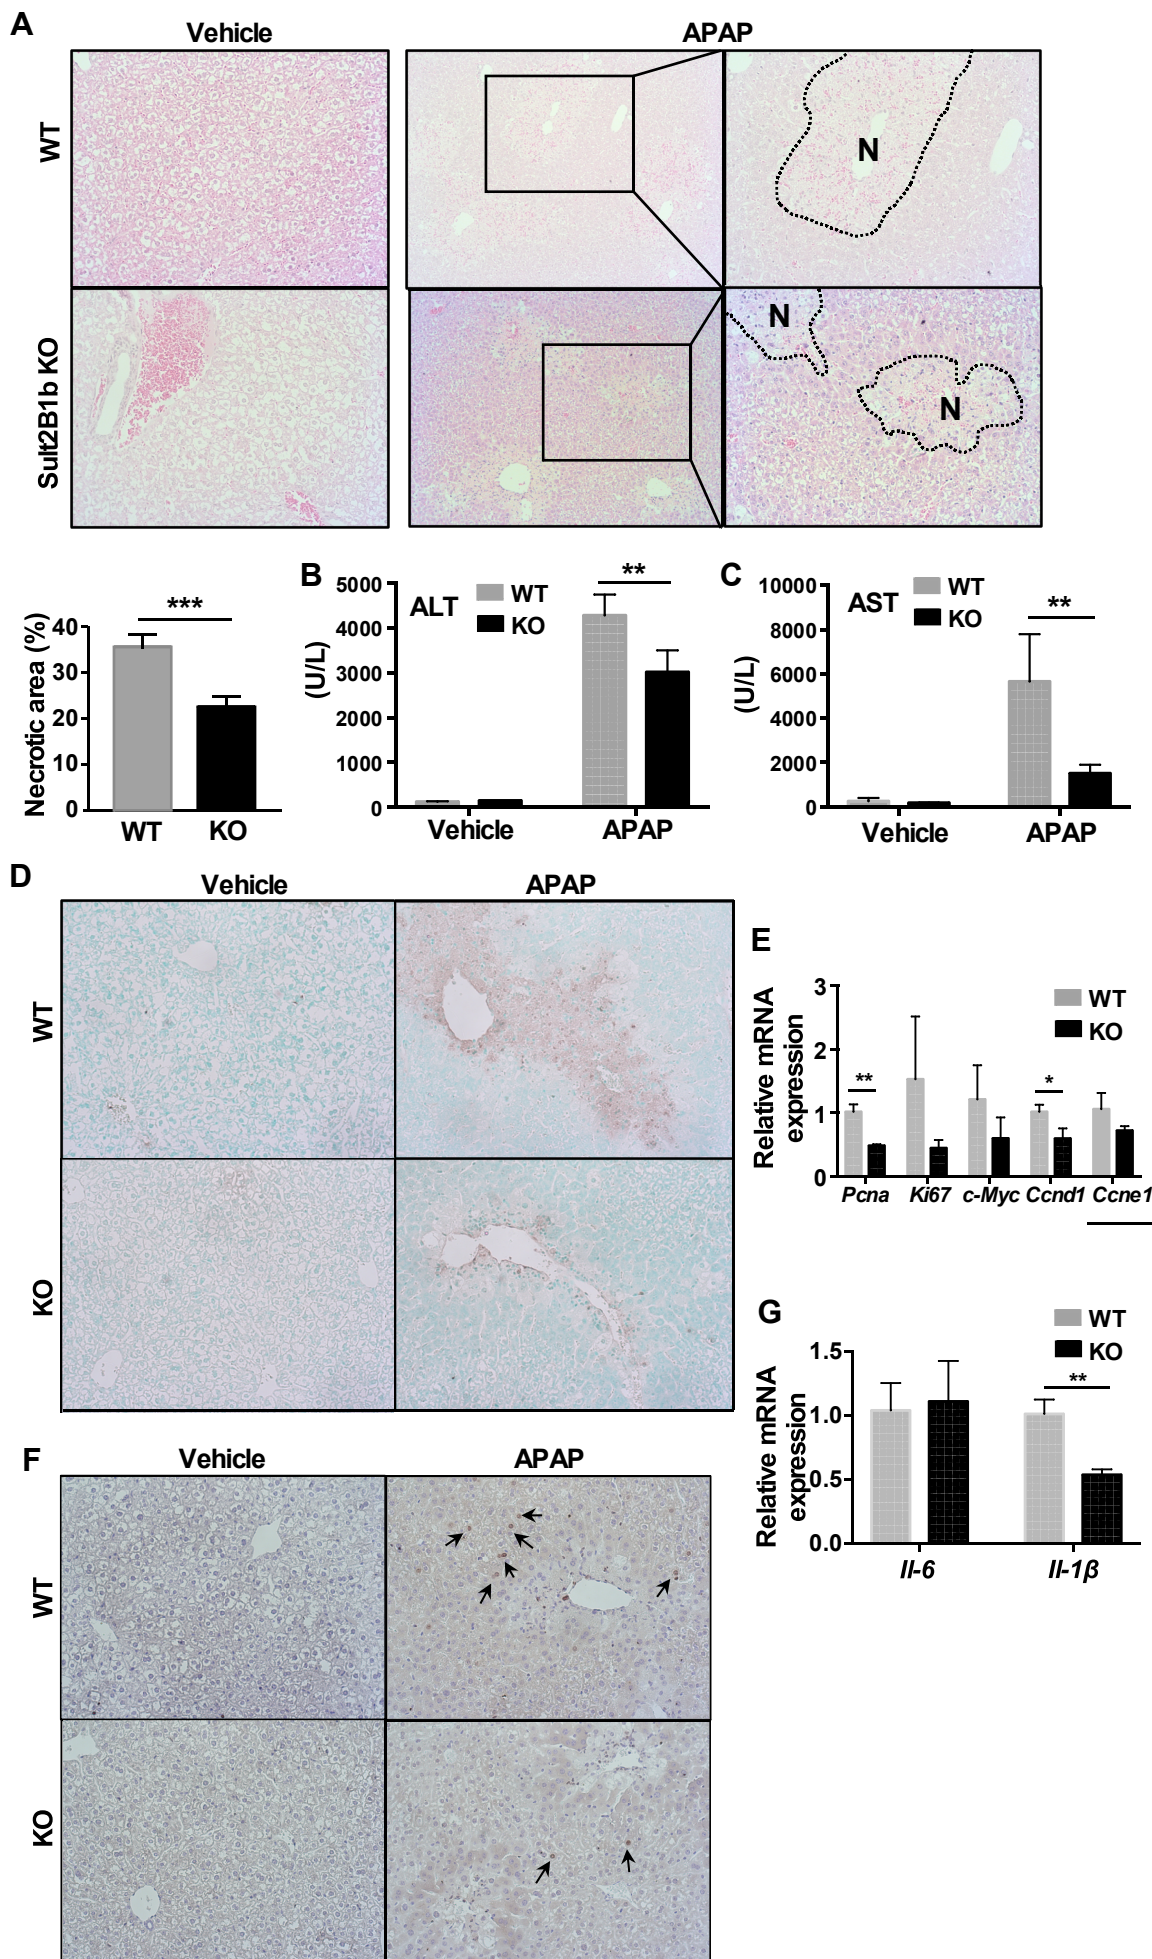 A
Vehicle
APAP
WT
N
Sult2B1b KO
N
N
Necrotic area (%)
40
30
20
10
0
***
WT
KO
B
ALT
WT
KO
(U/L)
5000
4000
3000
2000
1000
0
**
Vehicle
APAP
C
AST
WT
KO
(U/L)
10000
8000
6000
4000
2000
0
**
Vehicle
APAP
D
Vehicle
APAP
WT
KO
E
WT
KO
Relative mRNA
expression
3
2
1
0
**
*
Pcna
Ki67
c-Myc
Ccnd1
Ccne1
F
Vehicle
APAP
WT
KO
G
WT
KO
Relative mRNA
expression
1.5
1.0
0.5
0.0
**
Il-6
Il-1β